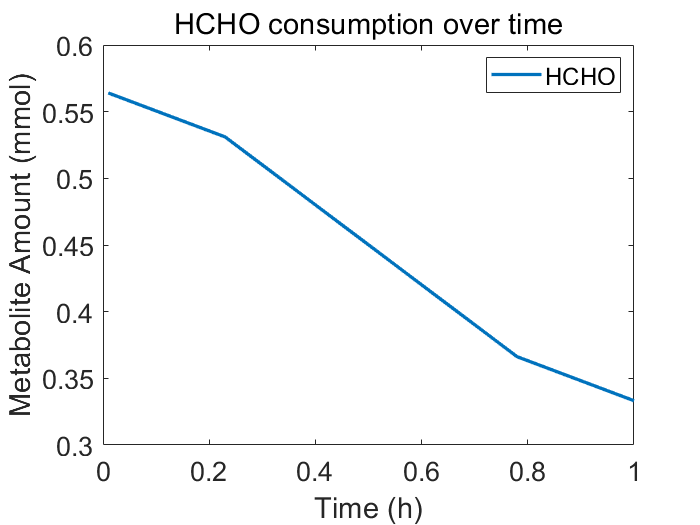 HCHO consumption over time
Metabolite Amount (mmol)
0.6
0.55
0.5
0.45
0.4
0.35
0.3
HCHO
0 0.2 0.4 0.6 0.8 1
Time (h)